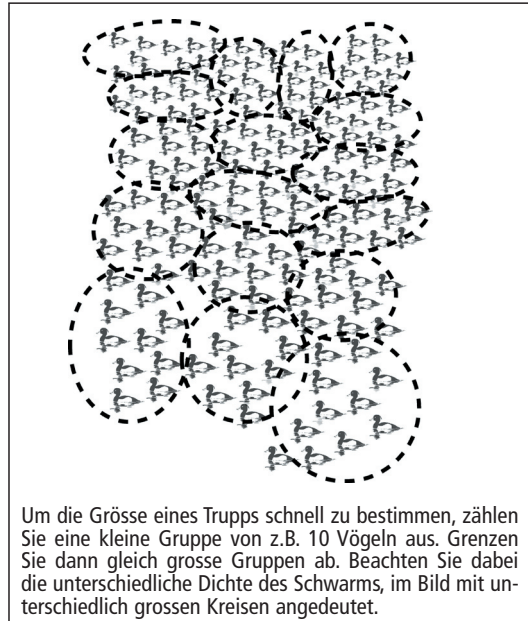 Um die Grösse eines Trupps schnell zu bestimmen, zählen
Sie eine kleine Gruppe von z.B. 10 Vögeln aus. Grenzen
Sie dann gleich grosse Gruppen ab. Beachten Sie dabei
die unterschiedliche Dichte des Schwarms, im Bild mit un-
terschiedlich grossen Kreisen angedeutet.